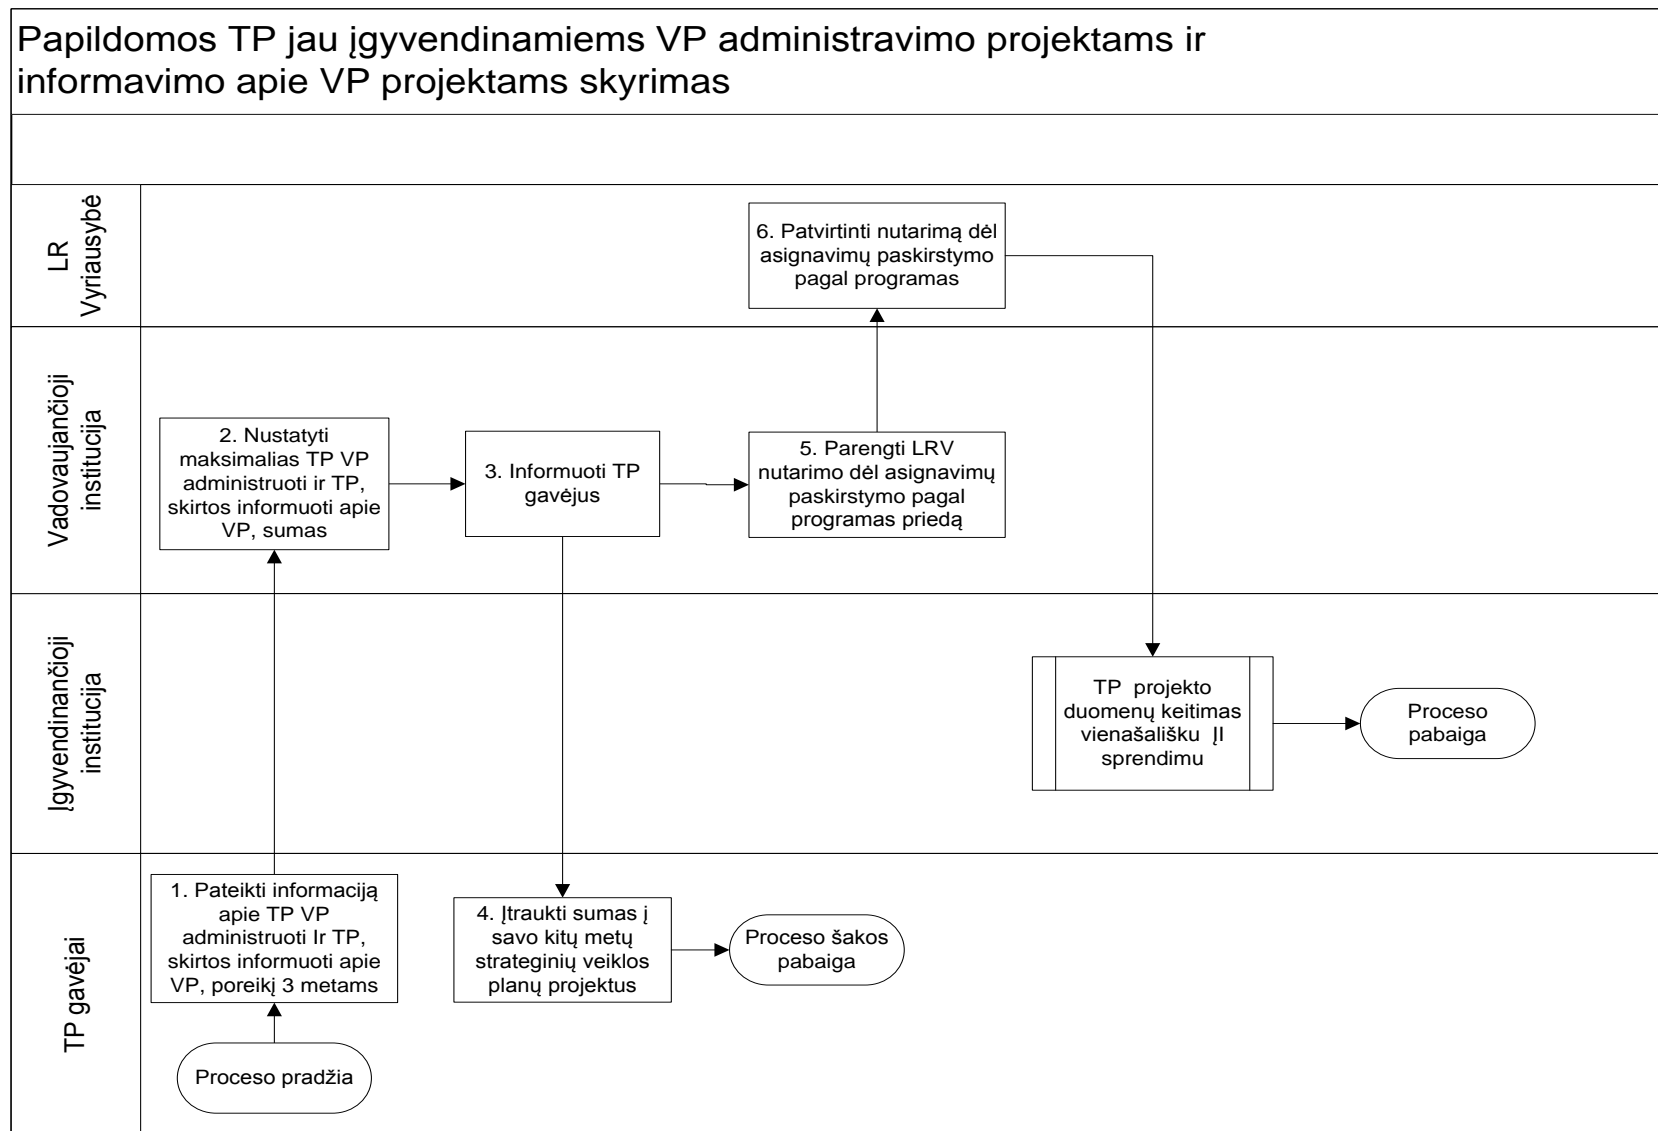 Papildomos TP jau įgyvendinamiems VP administravimo projektams ir
informavimo apie VP projektams skyrimas
LR
Vyriausybė
6. Patvirtinti nutarimą dėl
asignavimų paskirstymo
pagal programas
Vadovaujančioji
institucija
2. Nustatyti
maksimalias TP VP
administruoti ir TP,
skirtos informuoti apie
VP, sumas
3. Informuoti TP
gavėjus
5. Parengti LRV
nutarimo dėl asignavimų
paskirstymo pagal
programas priedą
Įgyvendinančioji
institucija
TP projekto
duomenų keitimas
vienašališku ĮI
sprendimu
Proceso
pabaiga
TP gavėjai
1. Pateikti informaciją
apie TP VP
administruoti Ir TP,
skirtos informuoti apie
VP, poreikį 3 metams
4. Įtraukti sumas į
savo kitų metų
strateginių veiklos
planų projektus
Proceso šakos
pabaiga
Proceso pradžia